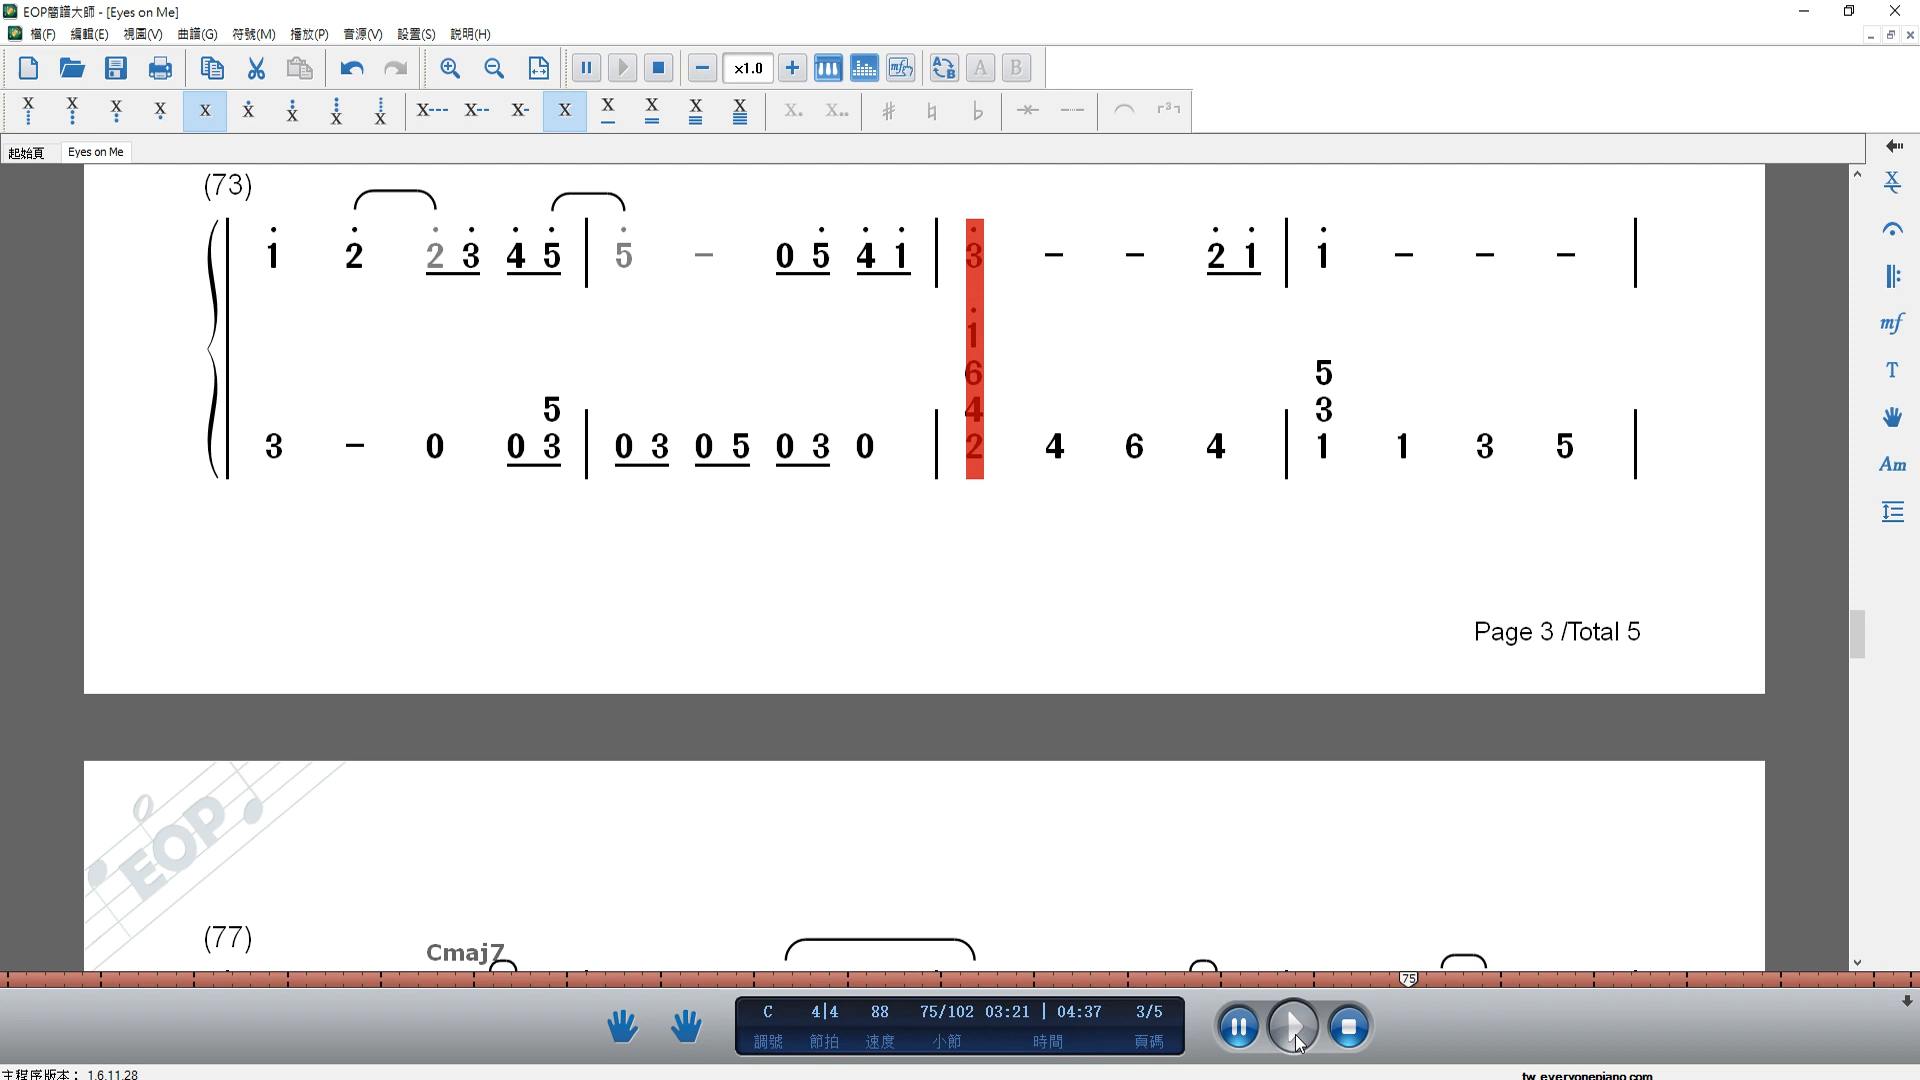 EOP簡譜大師 - [Eyes on Me]
檔(F) 編輯(E) 視圖(V) 曲譜(G) 符號(M) 播放(P) 音源(V) 設置(S) 說明(H)
×1.0 mf A B A B
X X X X X X X X X X--- X-- X- X X X X X X. X.. 3
起始頁 Eyes on Me
(73)
1 2 2 3 4 5 5 – 0 5 4 1 3 – – 2 1 1 – – –
1
6 5
5 4 3
3 – 0 0 3 0 3 0 5 0 3 0 2 4 6 4 1 1 3 5
Page 3 /Total 5
EOP
(77)
Cmaj7
X
mf
T
Am
75
C 4|4 88 75/102 03:21 | 04:37 3/5
調號 節拍 速度 小節 時間 頁碼
主程序版本： 1.6.11.28
tw.everyonepiano.com